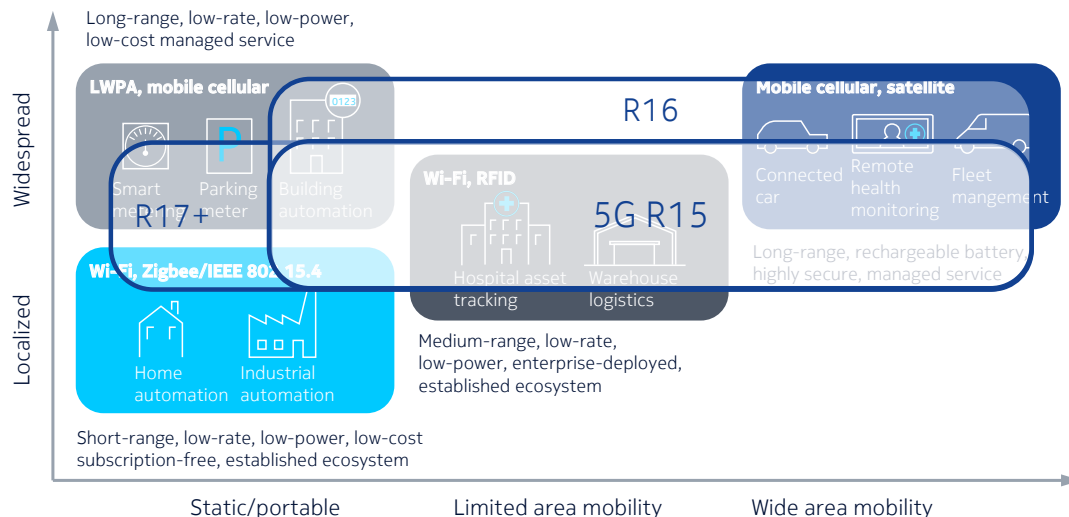 Long-range, low-rate, low-power,
low-cost managed service
Widespread
Localized
LWPA, mobile cellular
0123
P
Smart
metering
Parking
meter
Building
automation
R16
Mobile cellular, satellite
Connected
car
Remote
health
monitoring
Fleet
mangement
Wi-Fi, RFID
Hospital asset
tracking
Warehouse
logistics
R17+
5G R15
Long-range, rechargeable battery,
highly secure, managed service
Wi-Fi, Zigbee/IEEE 802.15.4
Home
automation
Industrial
automation
Medium-range, low-rate,
low-power, enterprise-deployed,
established ecosystem
Short-range, low-rate, low-power, low-cost
subscription-free, established ecosystem
Static/portable
Limited area mobility
Wide area mobility